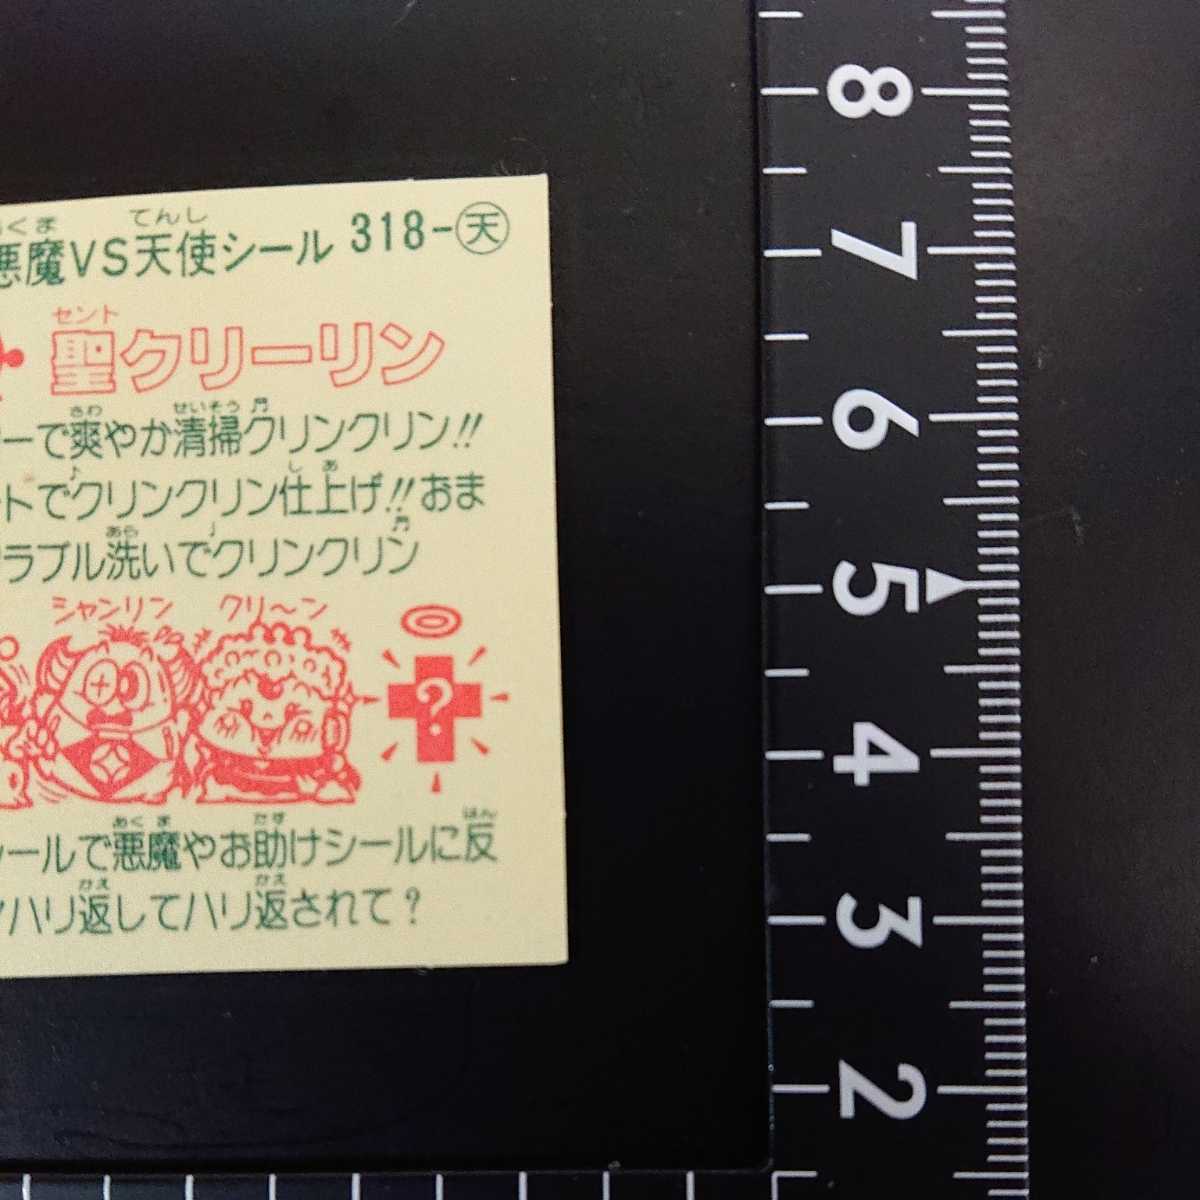 悪魔VS天使シール 318-天
てんし
セント
聖クリーリン
さわ せいそう
ーで爽やか清掃クリンクリン!!
しあ
トでクリンクリン仕上げ!!おま
あら
ラブル洗いでクリンクリン
シャンリン クリ〜ン
?
あくま たす はん
ールで悪魔やお助けシールに反
かえ かえ
ハリ返してハリ返されて?
8
7
6
5
4
3
2